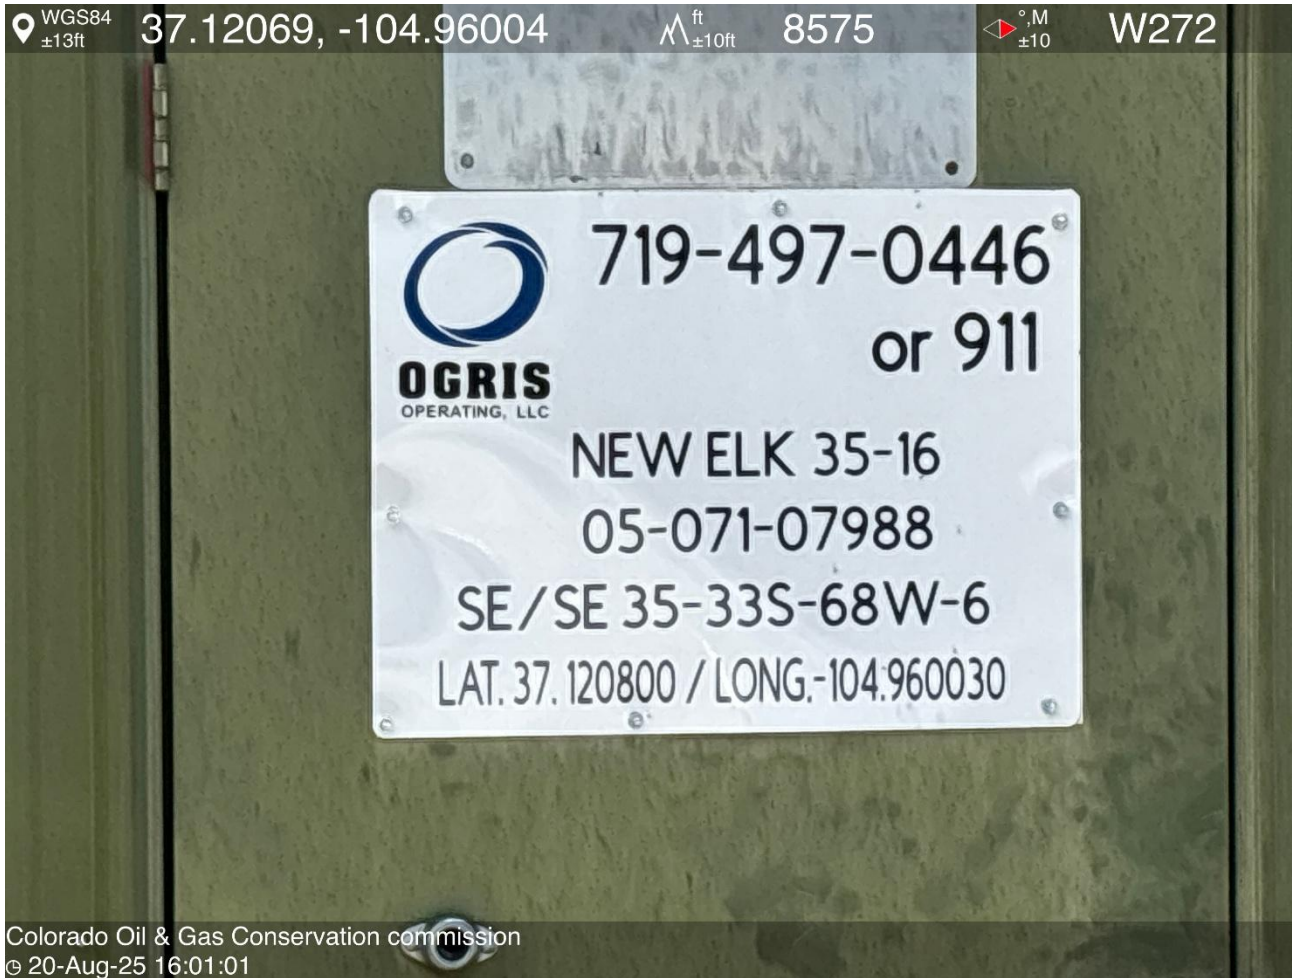 WGS84
±13ft
37.12069, -104.96004
ft
±10ft
8575
°,M
±10
W272
719-497-0446
or 911
OGRIS
OPERATING, LLC
NEW ELK 35-16
05-071-07988
SE/SE 35-33S-68W-6
LAT. 37.120800 / LONG.-104.960030
Colorado Oil & Gas Conservation commission
20-Aug-25 16:01:01